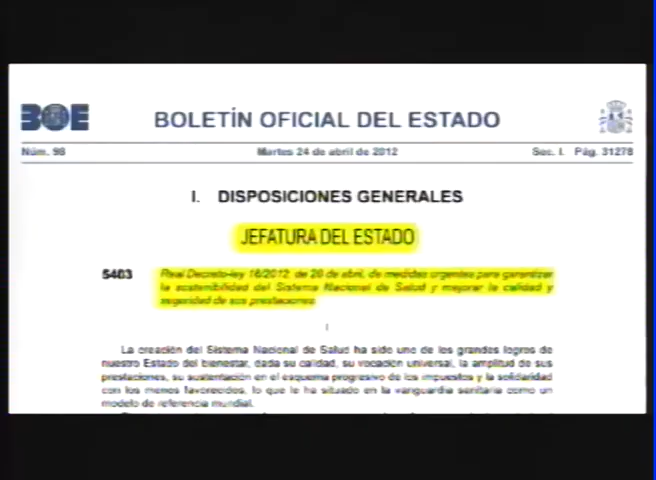 BOE
BOLETÍN OFICIAL DEL ESTADO
Núm. 98
Martes 24 de abril de 2012
Sec. I. Pág. 31278
I. DISPOSICIONES GENERALES
JEFATURA DEL ESTADO
5403 Real Decreto-ley 16/2012, de 20 de abril, de medidas urgentes para garantizar
la sostenibilidad del Sistema Nacional de Salud y mejorar la calidad y
seguridad de sus prestaciones.
I
La creación del Sistema Nacional de Salud ha sido uno de los grandes logros de
nuestro Estado del bienestar, dada su calidad, su vocación universal, la amplitud de sus
prestaciones, su sustentación en el esquema progresivo de los impuestos y la solidaridad
con los menos favorecidos, lo que le ha situado en la vanguardia sanitaria como un
modelo de referencia mundial.